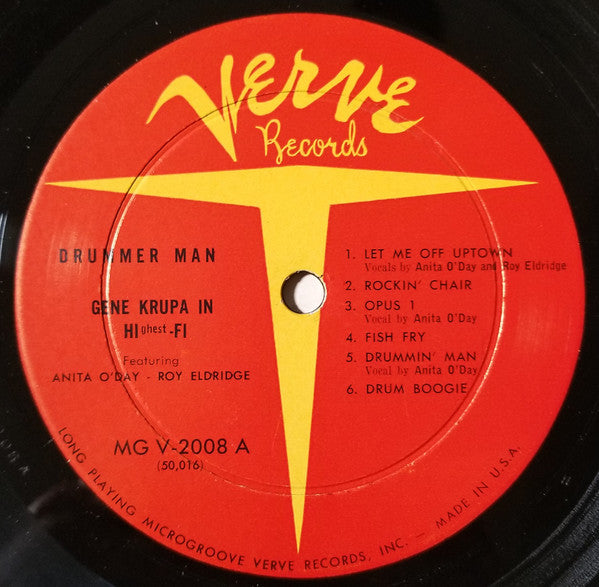 Verve
Records
DRUMMER MAN
GENE KRUPA IN
HIghest-FI
Featuring
ANITA O'DAY - ROY ELDRIDGE
MG V-2008 A
(50,016)
1. LET ME OFF UPTOWN
Vocals by Anita O'Day and Roy Eldridge
2. ROCKIN' CHAIR
3. OPUS 1
Vocal by Anita O'Day
4. FISH FRY
5. DRUMMIN' MAN
Vocal by Anita O'Day
6. DRUM BOOGIE
LONG PLAYING MICROGROOVE VERVE RECORDS, INC. — MADE IN U.S.A.